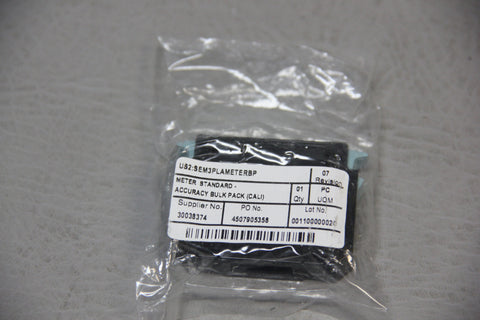 US2:SEM3PLAMETERBP 07
Revision
METER STANDARD - 01 PC
ACCURACY BULK PACK (CALI) Qty UOM
Supplier No. PO No. Lot No.
30038374 4507905358